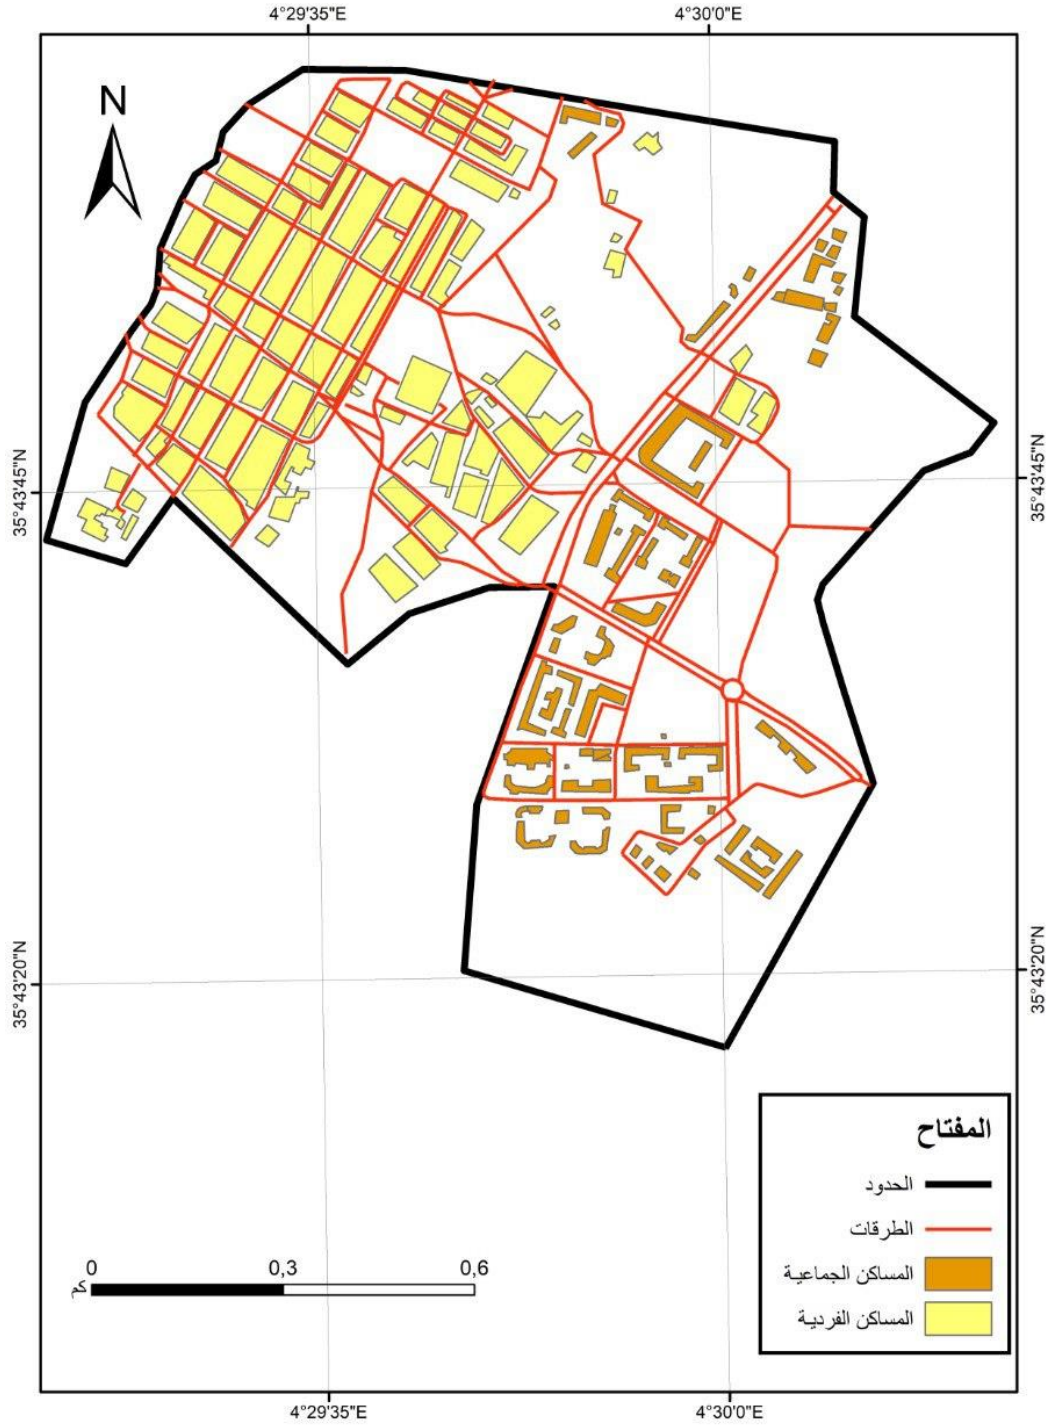 4°29'35"E
4°30'0"E
N
35°43'45"N
35°43'45"N
35°43'20"N
35°43'20"N
المفتاح
الحدود
الطرقات
المساكن الجماعية
المساكن الفردية
0
0,3
0,6
كم
4°29'35"E
4°30'0"E